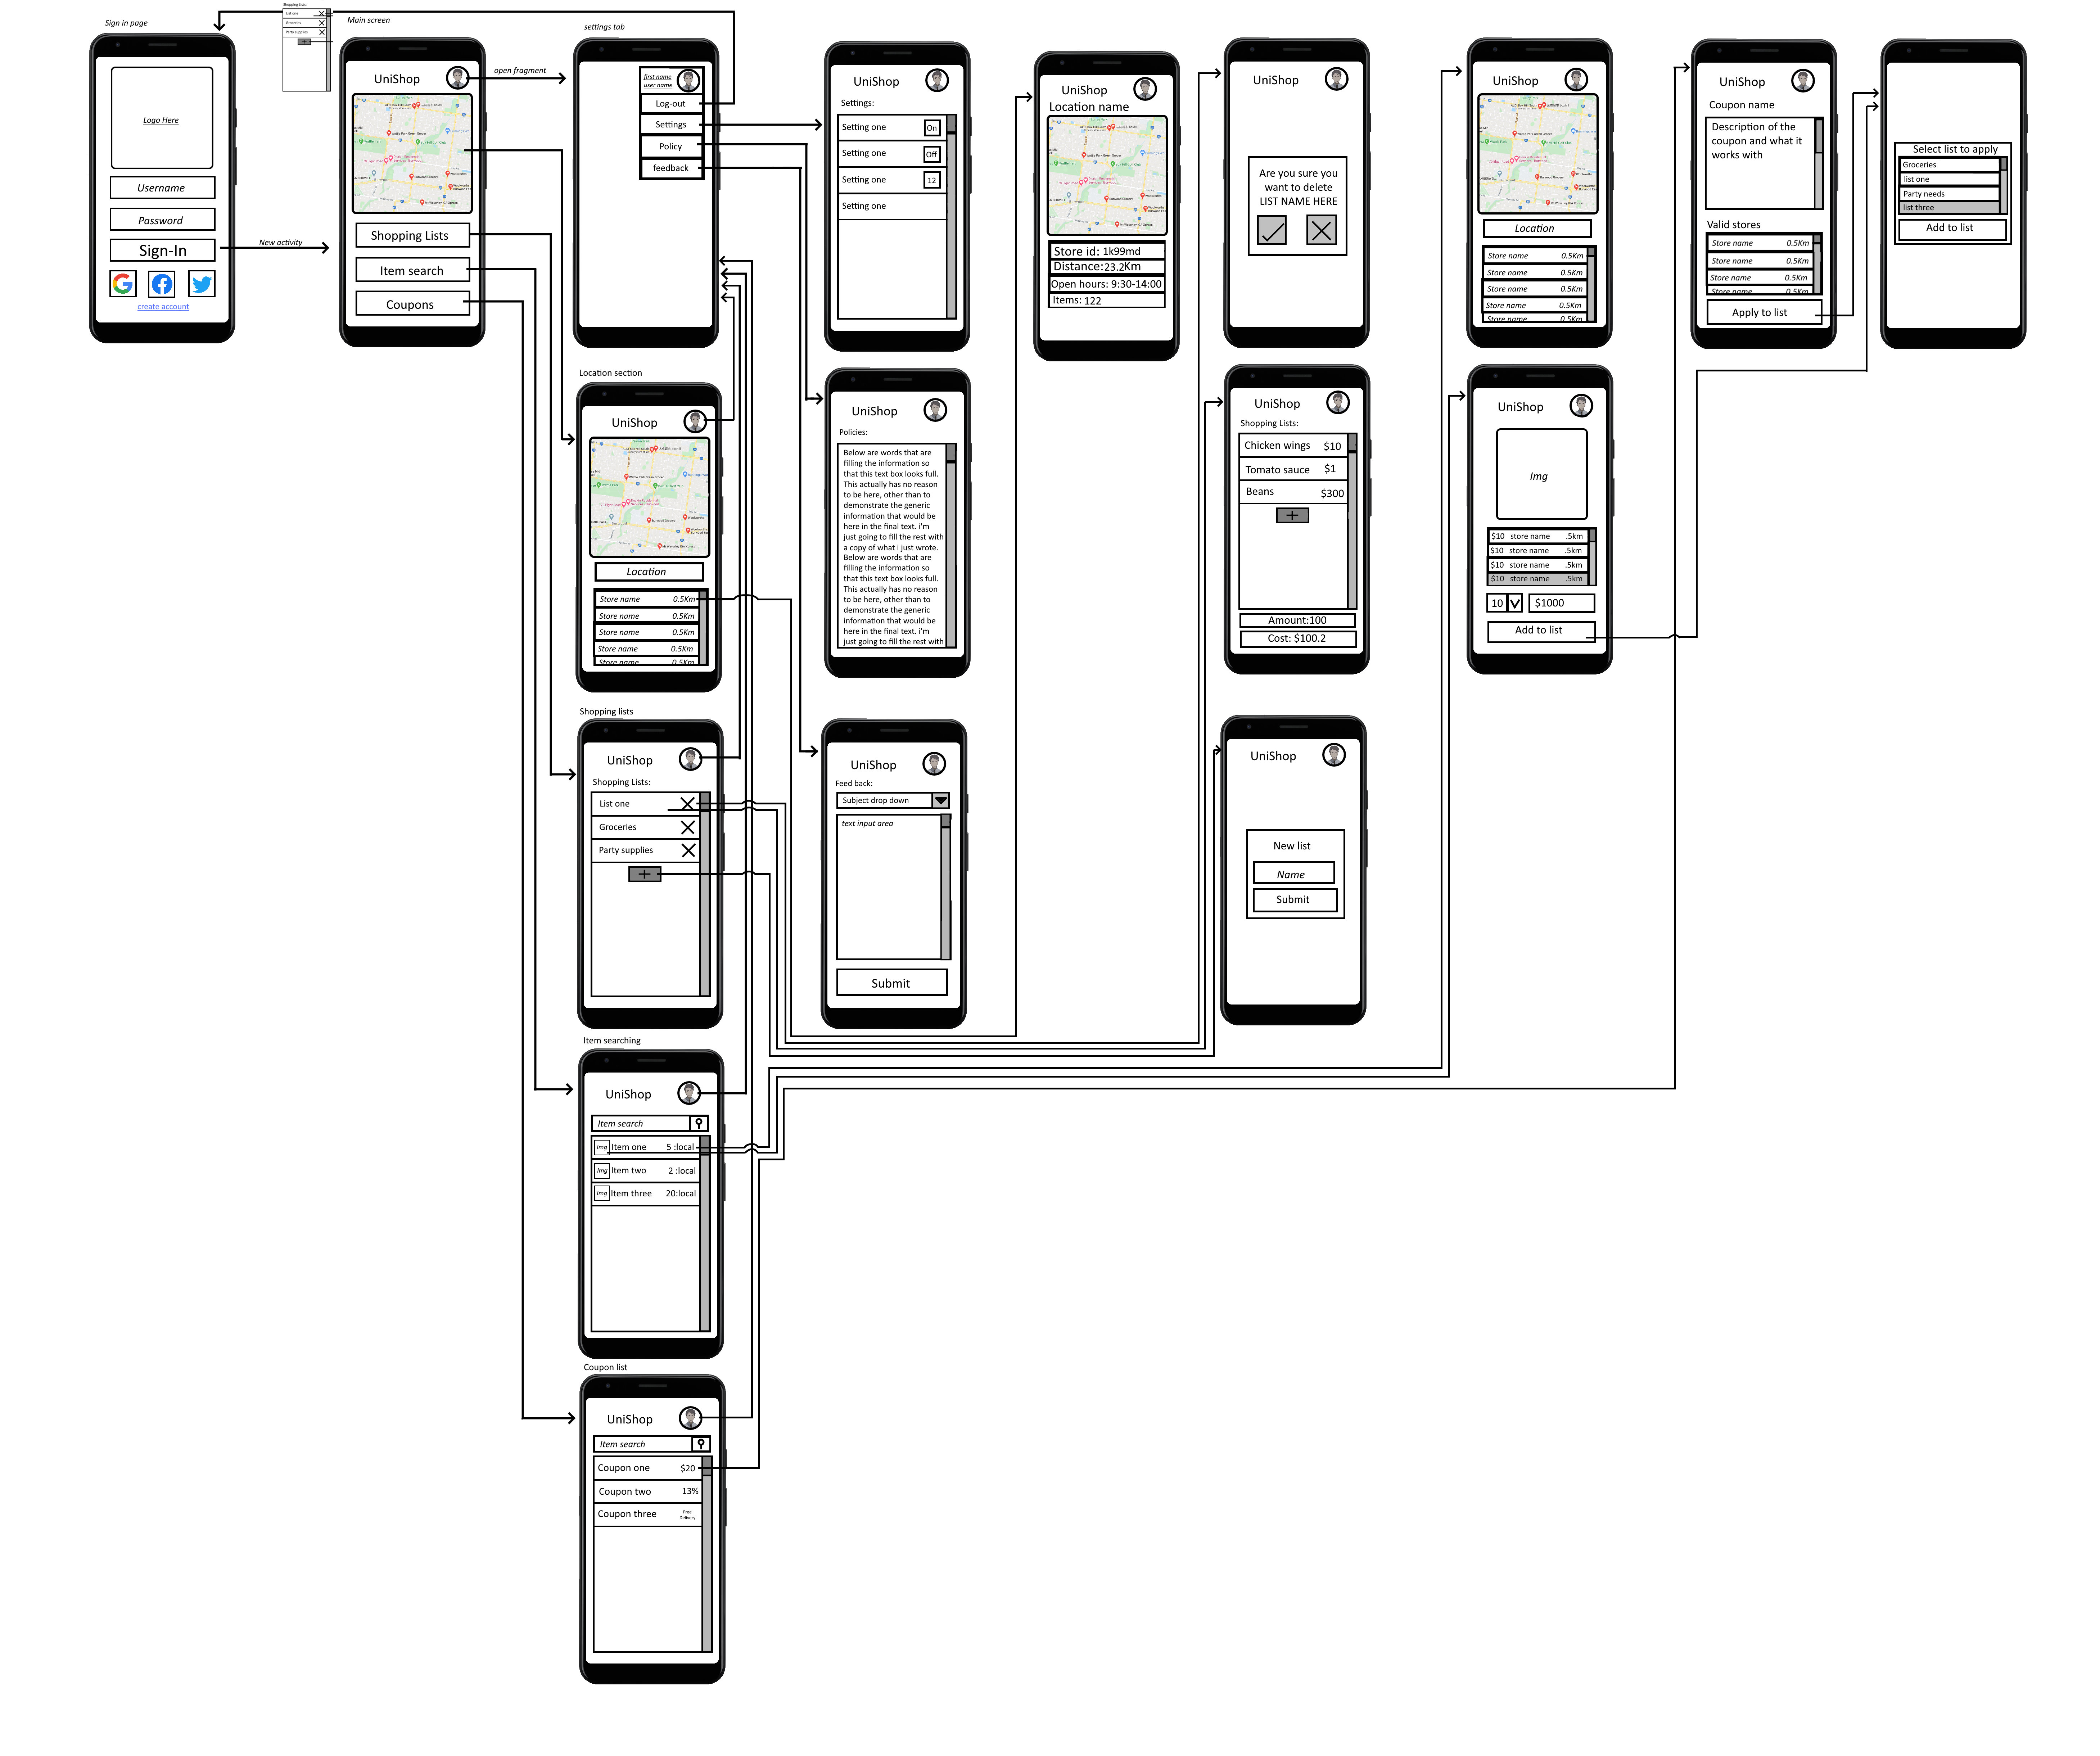 Sign in page
Logo Here
Username
Password
Sign-In
create account
New activity
Shopping Lists:
List one
Groceries
Party supplies
Main screen
UniShop
Shopping Lists
Item search
Coupons
open fragment
settings tab
first name
user name
Log-out
Settings
Policy
feedback
UniShop
Settings:
Setting one On
Setting one Off
Setting one 12
Setting one
UniShop
Location name
Store id: 1k99md
Distance:23.2Km
Open hours: 9:30-14:00
Items: 122
UniShop
Are you sure you
want to delete
LIST NAME HERE
UniShop
Location
Store name 0.5Km
Store name 0.5Km
Store name 0.5Km
Store name 0.5Km
Store name 0.5Km
UniShop
Coupon name
Description of the
coupon and what it
works with
Valid stores
Store name 0.5Km
Store name 0.5Km
Store name 0.5Km
Store name 0.5Km
Apply to list
Select list to apply
Groceries
list one
Party needs
list three
Add to list
Location section
UniShop
Location
Store name 0.5Km
Store name 0.5Km
Store name 0.5Km
Store name 0.5Km
Store name 0.5Km
UniShop
Policies:
Below are words that are
filling the information so
that this text box looks full.
This actually has no reason
to be here, other than to
demonstrate the generic
information that would be
here in the final text. i'm
just going to fill the rest with
a copy of what i just wrote.
Below are words that are
filling the information so
that this text box looks full.
This actually has no reason
to be here, other than to
demonstrate the generic
information that would be
here in the final text. i'm
just going to fill the rest with
UniShop
Shopping Lists:
Chicken wings $10
Tomato sauce $1
Beans $300
+
Amount:100
Cost: $100.2
UniShop
Img
$10 store name .5km
$10 store name .5km
$10 store name .5km
$10 store name .5km
10 $1000
Add to list
Shopping lists
UniShop
Shopping Lists:
List one
Groceries
Party supplies
+
UniShop
Feed back:
Subject drop down
text input area
Submit
UniShop
New list
Name
Submit
Item searching
UniShop
Item search
Img Item one 5 :local
Img Item two 2 :local
Img Item three 20:local
Coupon list
UniShop
Item search
Coupon one $20
Coupon two 13%
Coupon three Free
Delivery